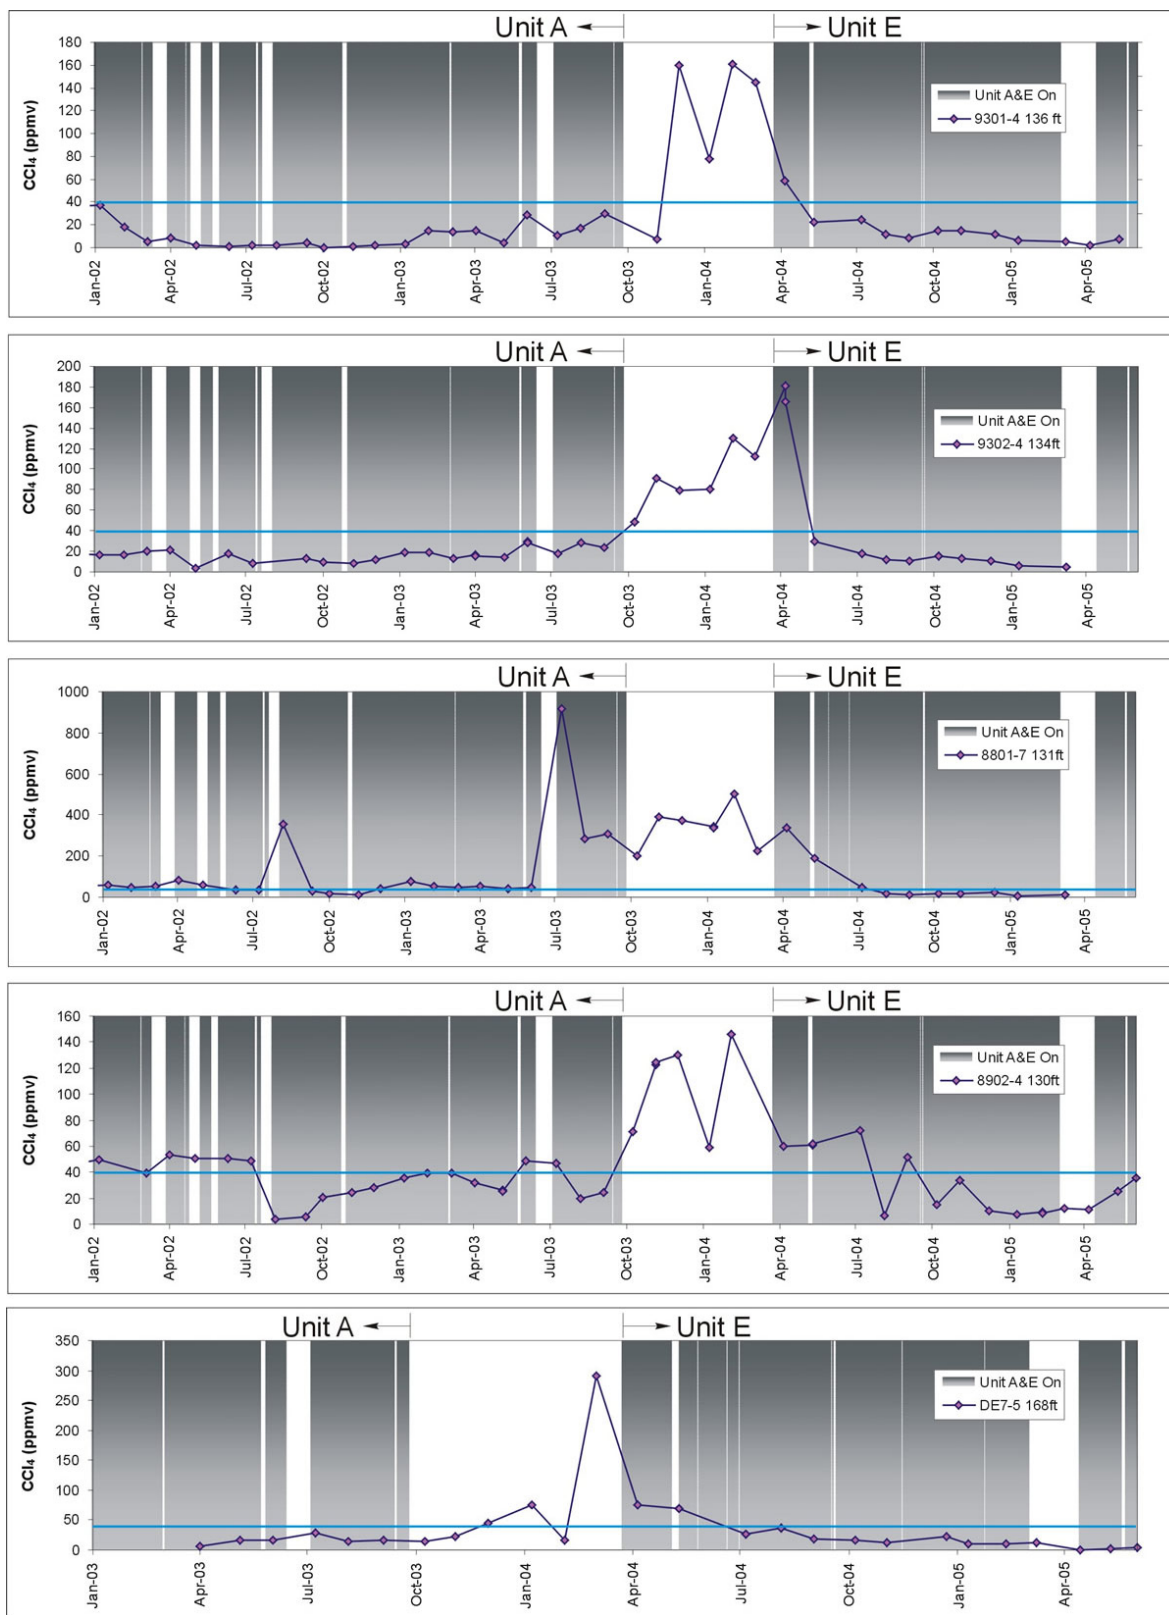 Unit A Unit E
180
160
140
120
100
80
60
40
20
0
CCl₄ (ppmv)
Unit A&E On
9301-4 136 ft
Jan-02 Apr-02 Jul-02 Oct-02 Jan-03 Apr-03 Jul-03 Oct-03 Jan-04 Apr-04 Jul-04 Oct-04 Jan-05 Apr-05
Unit A Unit E
200
180
160
140
120
100
80
60
40
20
0
CCl₄ (ppmv)
Unit A&E On
9302-4 134ft
Jan-02 Apr-02 Jul-02 Oct-02 Jan-03 Apr-03 Jul-03 Oct-03 Jan-04 Apr-04 Jul-04 Oct-04 Jan-05 Apr-05
Unit A Unit E
1000
800
600
400
200
0
CCl₄ (ppmv)
Unit A&E On
8801-7 131ft
Jan-02 Apr-02 Jul-02 Oct-02 Jan-03 Apr-03 Jul-03 Oct-03 Jan-04 Apr-04 Jul-04 Oct-04 Jan-05 Apr-05
Unit A Unit E
160
140
120
100
80
60
40
20
0
CCl₄ (ppmv)
Unit A&E On
8902-4 130ft
Jan-02 Apr-02 Jul-02 Oct-02 Jan-03 Apr-03 Jul-03 Oct-03 Jan-04 Apr-04 Jul-04 Oct-04 Jan-05 Apr-05
Unit A Unit E
350
300
250
200
150
100
50
0
CCl₄ (ppmv)
Unit A&E On
DE7-5 168ft
Jan-03 Apr-03 Jul-03 Oct-03 Jan-04 Apr-04 Jul-04 Oct-04 Jan-05 Apr-05